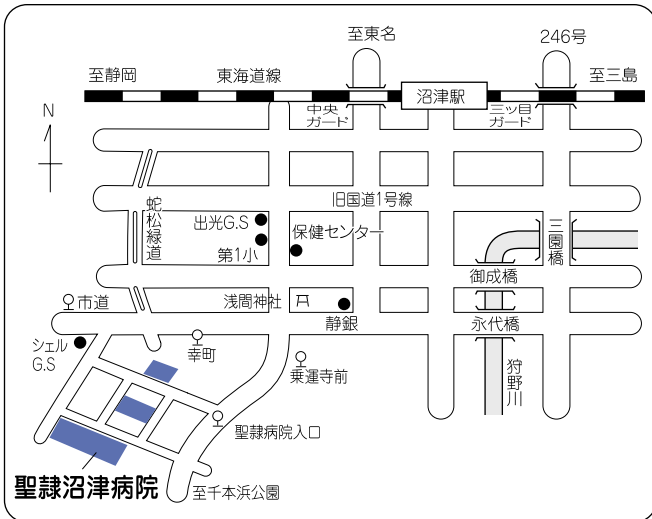 至東名
246号
至静岡
東海道線
沼津駅
至三島
N
中央
ガード
三ツ目
ガード
旧国道1号線
蛇松緑道
出光G.S
第1小
保健センター
三園橋
御成橋
市道
浅間神社
静銀
永代橋
シェル
G.S
幸町
乗運寺前
狩野川
聖隷病院入口
聖隷沼津病院
至千本浜公園